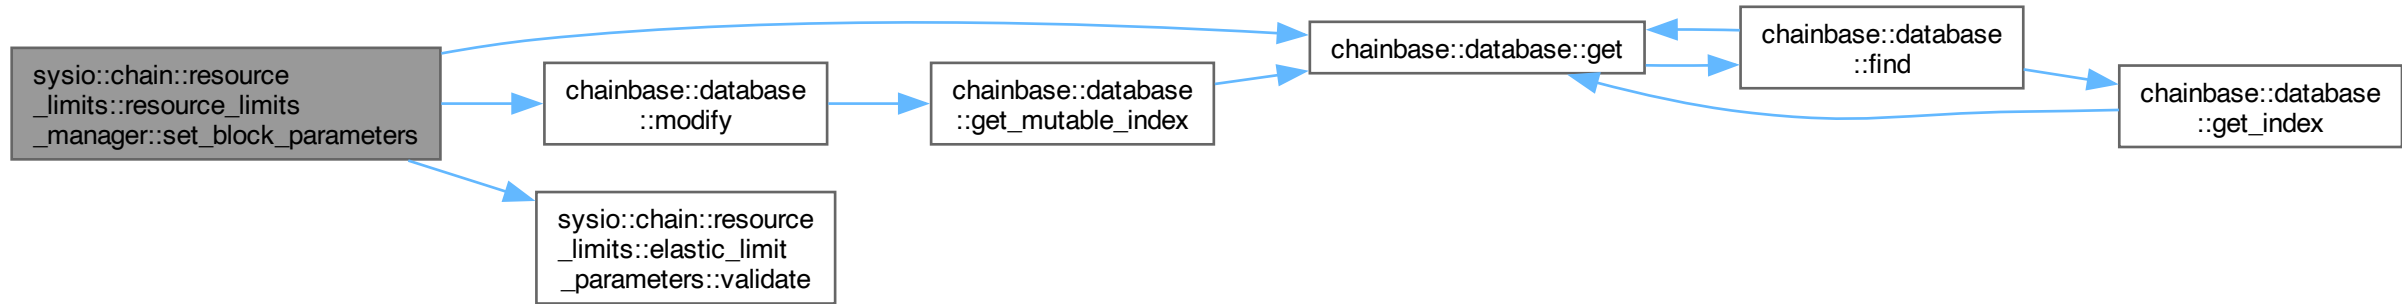 sysio::chain::resource
_limits::resource_limits
_manager::set_block_parameters
chainbase::database
::modify
sysio::chain::resource
_limits::elastic_limit
_parameters::validate
chainbase::database
::get_mutable_index
chainbase::database::get
chainbase::database
::find
chainbase::database
::get_index